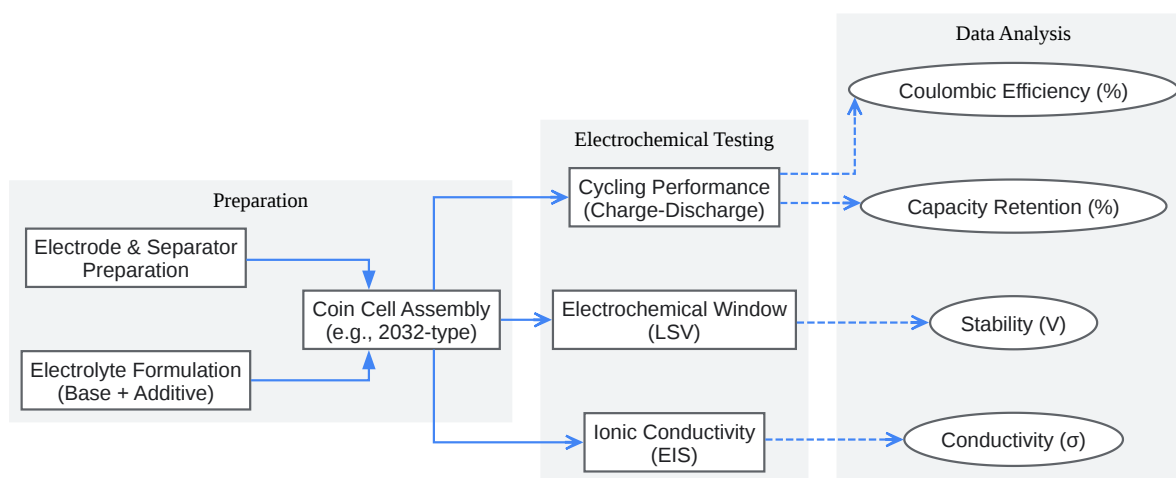 Preparation
Electrode & Separator
Preparation
Electrolyte Formulation
(Base + Additive)
Coin Cell Assembly
(e.g., 2032-type)
Electrochemical Testing
Cycling Performance
(Charge-Discharge)
Electrochemical Window
(LSV)
Ionic Conductivity
(EIS)
Data Analysis
Coulombic Efficiency (%)
Capacity Retention (%)
Stability (V)
Conductivity (σ)